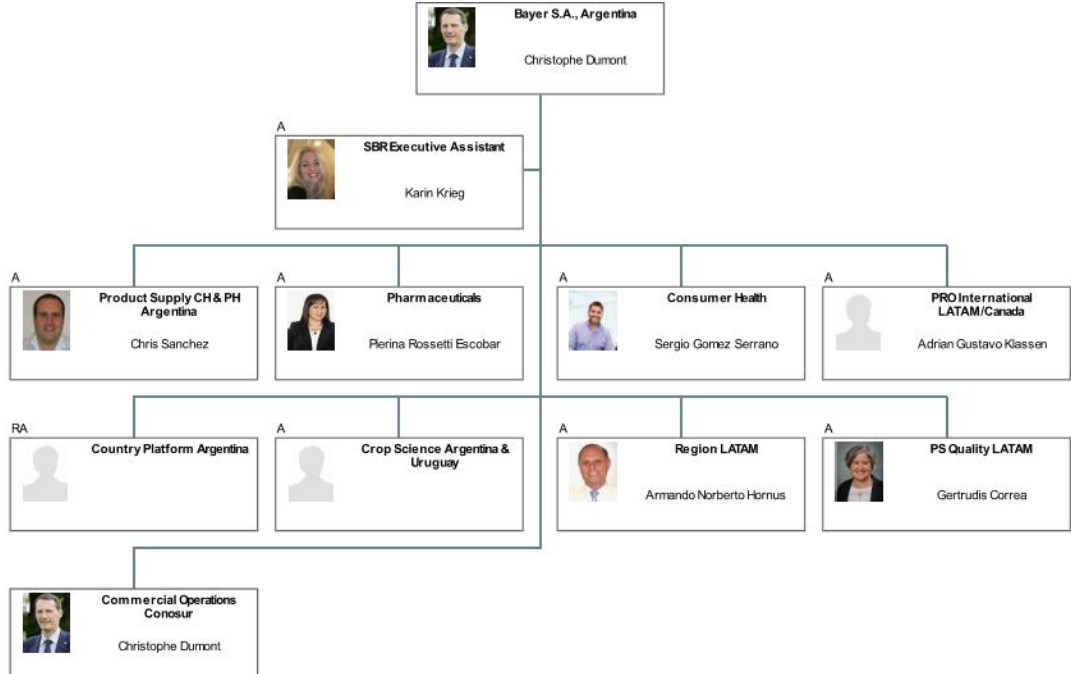 Bayer S.A., Argentina
Christophe Dumont
A
SBR Executive Assistant
Karin Krieg
A
Product Supply CH & PH
Argentina
Chris Sanchez
A
Pharmaceuticals
Pierina Rossetti Escobar
A
Consumer Health
Sergio Gomez Serrano
A
PRO International
LATAM/Canada
Adrian Gustavo Klassen
RA
Country Platform Argentina
A
Crop Science Argentina &
Uruguay
A
Region LATAM
Armando Norberto Hornus
A
PS Quality LATAM
Gertrudis Correa
Commercial Operations
Conosur
Christophe Dumont